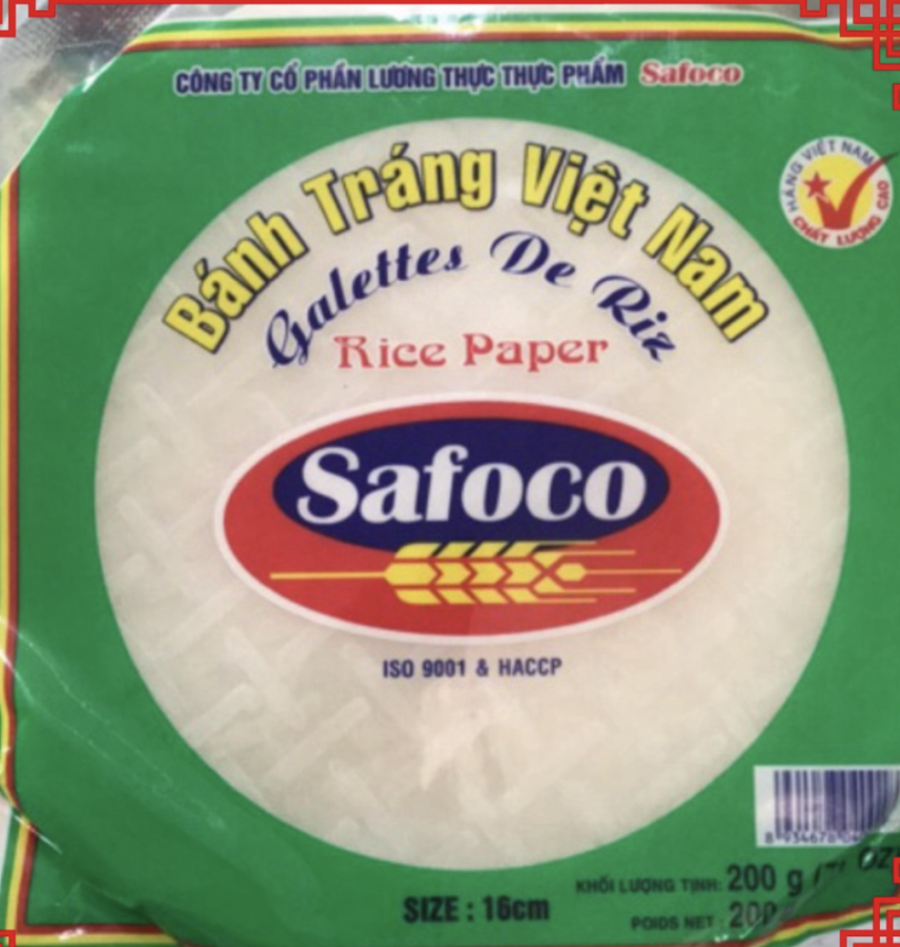 CÔNG TY CỔ PHẦN LƯƠNG THỰC THỰC PHẨM Safoco
HÀNG VIỆT NAM
CHẤT LƯỢNG CAO
Bánh Tráng Việt Nam
Galettes De Riz
Rice Paper
Safoco
ISO 9001 & HACCP
SIZE : 16cm
KHỐI LƯỢNG TỊNH: 200 g
POIDS NET : 200